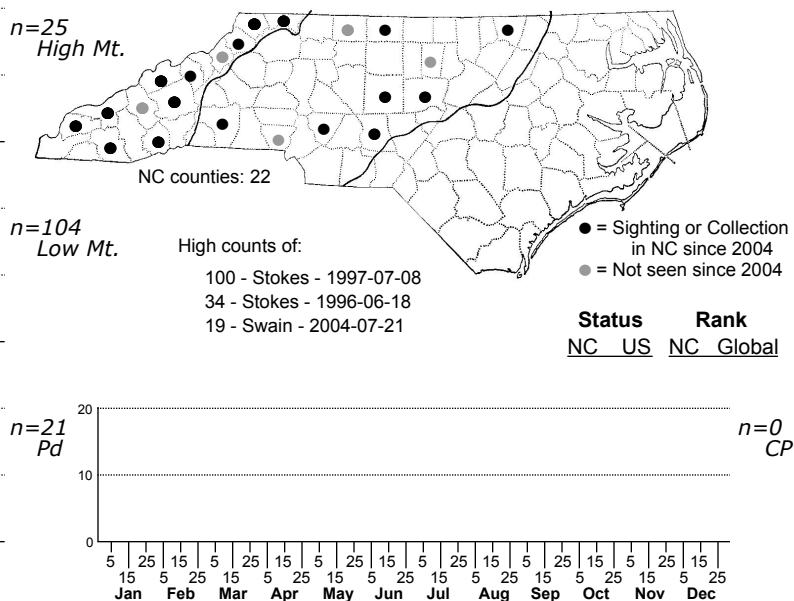 n=25
High Mt.
NC counties: 22
n=104
Low Mt.
High counts of:
100 - Stokes - 1997-07-08
34 - Stokes - 1996-06-18
19 - Swain - 2004-07-21
● = Sighting or Collection
in NC since 2004
● = Not seen since 2004
Status Rank
NC US NC Global
n=21
Pd
20
10
0
n=0
CP
5 25 5 25 5 25 5 25 5 25 5 25
15 5 15 25 15 5 15 25 15 5 15 25 15 5 15 25 15 5 15 25 15 5 15 25
Jan Feb Mar Apr May Jun Jul Aug Sep Oct Nov Dec